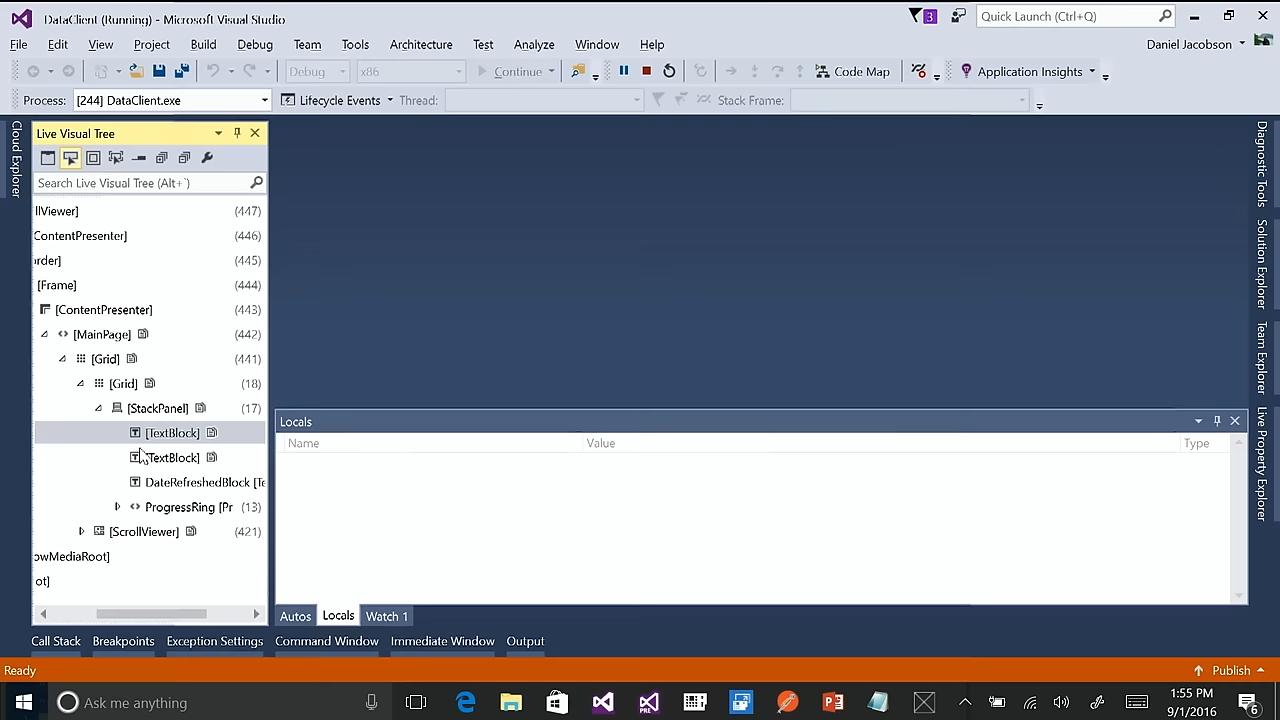 DataClient (Running) - Microsoft Visual Studio
3
Quick Launch (Ctrl+Q)
File Edit View Project Build Debug Team Tools Architecture Test Analyze Window Help
Daniel Jacobson
Debug x86 Continue Code Map Application Insights
Process: [244] DataClient.exe Lifecycle Events Thread: Stack Frame:
Cloud Explorer
Live Visual Tree
Search Live Visual Tree (Alt+`)
llViewer] (447)
ContentPresenter] (446)
order] (445)
[Frame] (444)
[ContentPresenter] (443)
[MainPage] (442)
[Grid] (441)
[Grid] (18)
[StackPanel] (17)
[TextBlock]
[TextBlock]
DateRefreshedBlock [Te
ProgressRing [Pr (13)
[ScrollViewer] (421)
owMediaRoot]
ot]
Locals
Name Value Type
Autos Locals Watch 1
Diagnostic Tools
Solution Explorer
Team Explorer
Live Property Explorer
Call Stack Breakpoints Exception Settings Command Window Immediate Window Output
Ready
Publish
Ask me anything
PRE
1:55 PM
9/1/2016
6